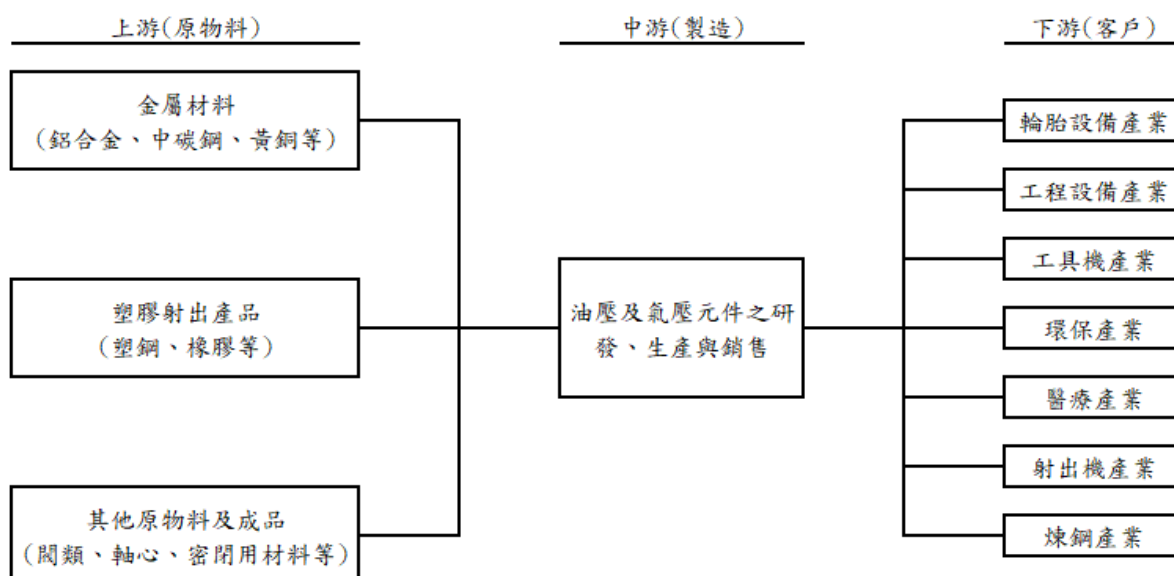 上游(原物料)
中游(製造)
下游(客戶)
金屬材料
(鋁合金、中碳鋼、黃銅等)
塑膠射出產品
(塑鋼、橡膠等)
其他原物料及成品
(閥類、軸心、密閉用材料等)
油壓及氣壓元件之研
發、生產與銷售
輪胎設備產業
工程設備產業
工具機產業
環保產業
醫療產業
射出機產業
煉鋼產業